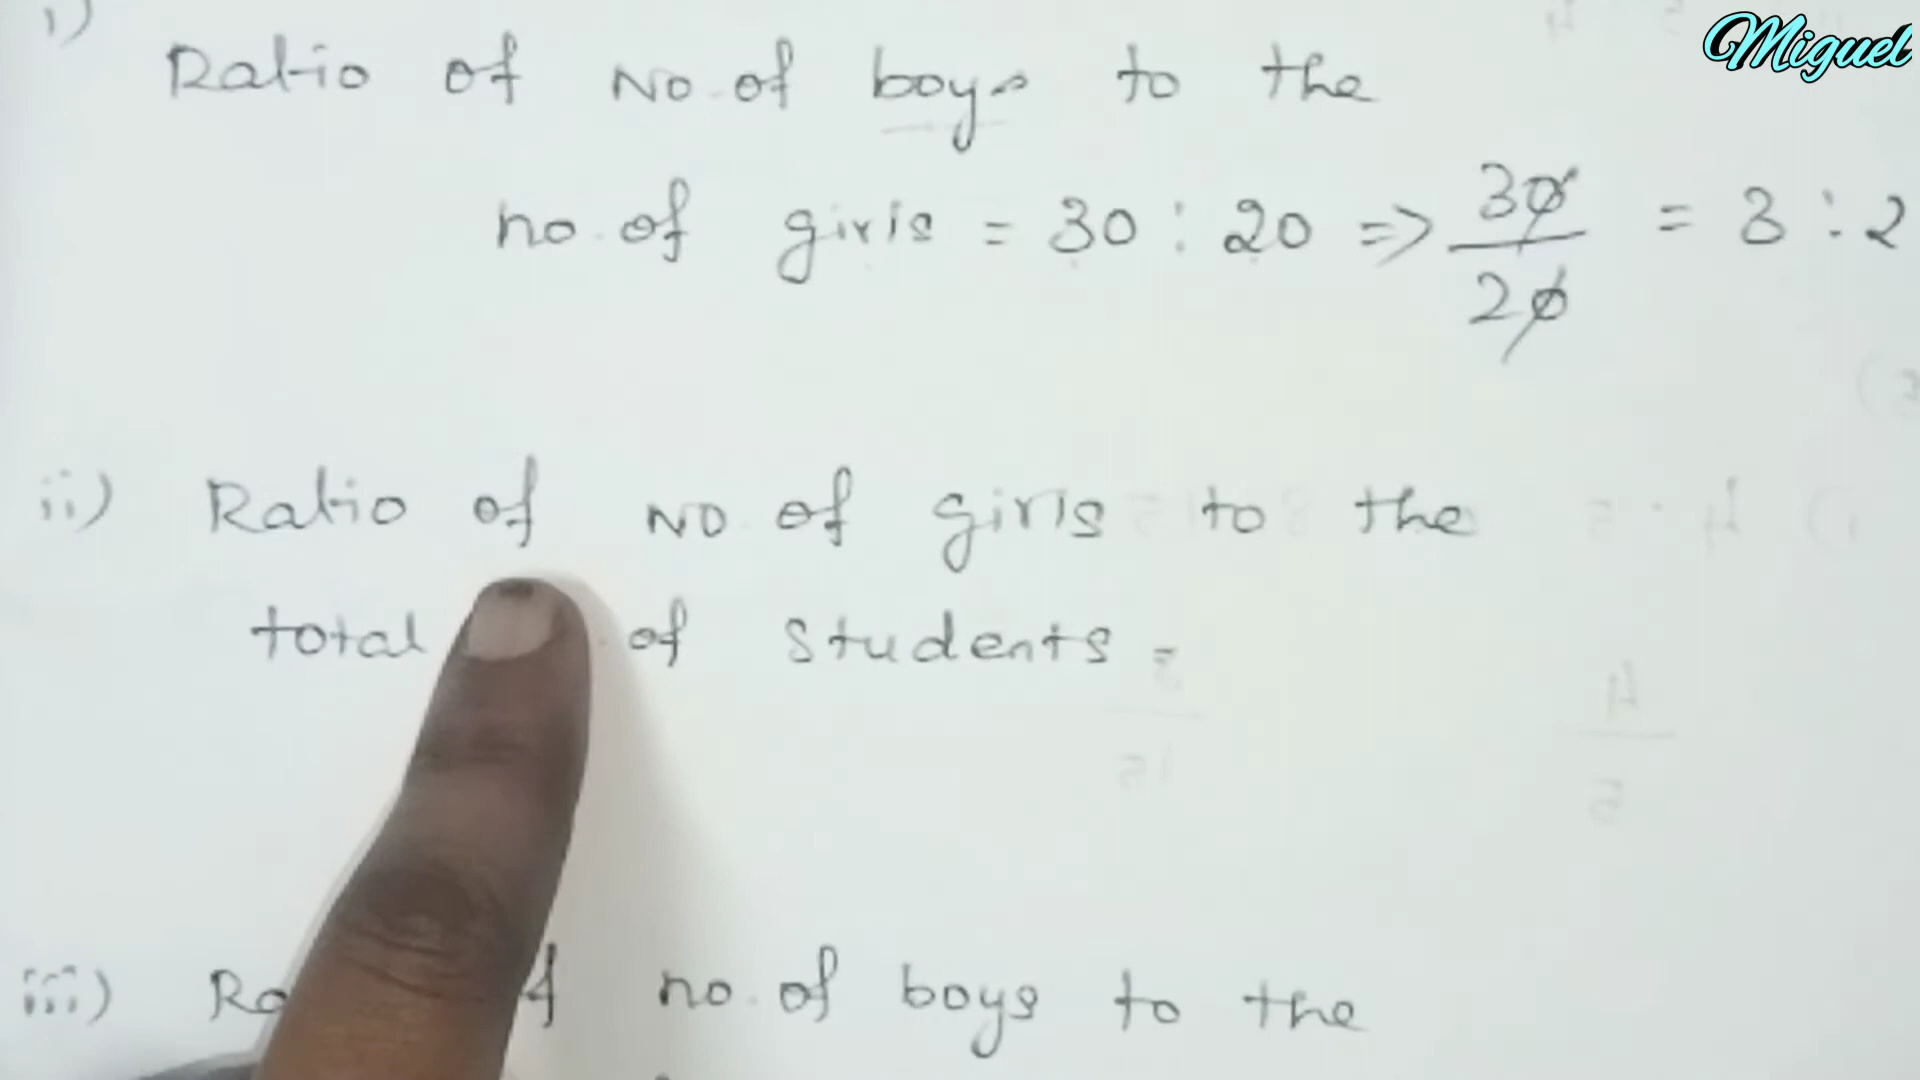 i)
Miguel
Ratio of No. of boys to the
no. of girls = 30 : 20 => 30/20 = 3 : 2
ii) Ratio of No of girls to the
total of students =
iii) of no. of boys to the